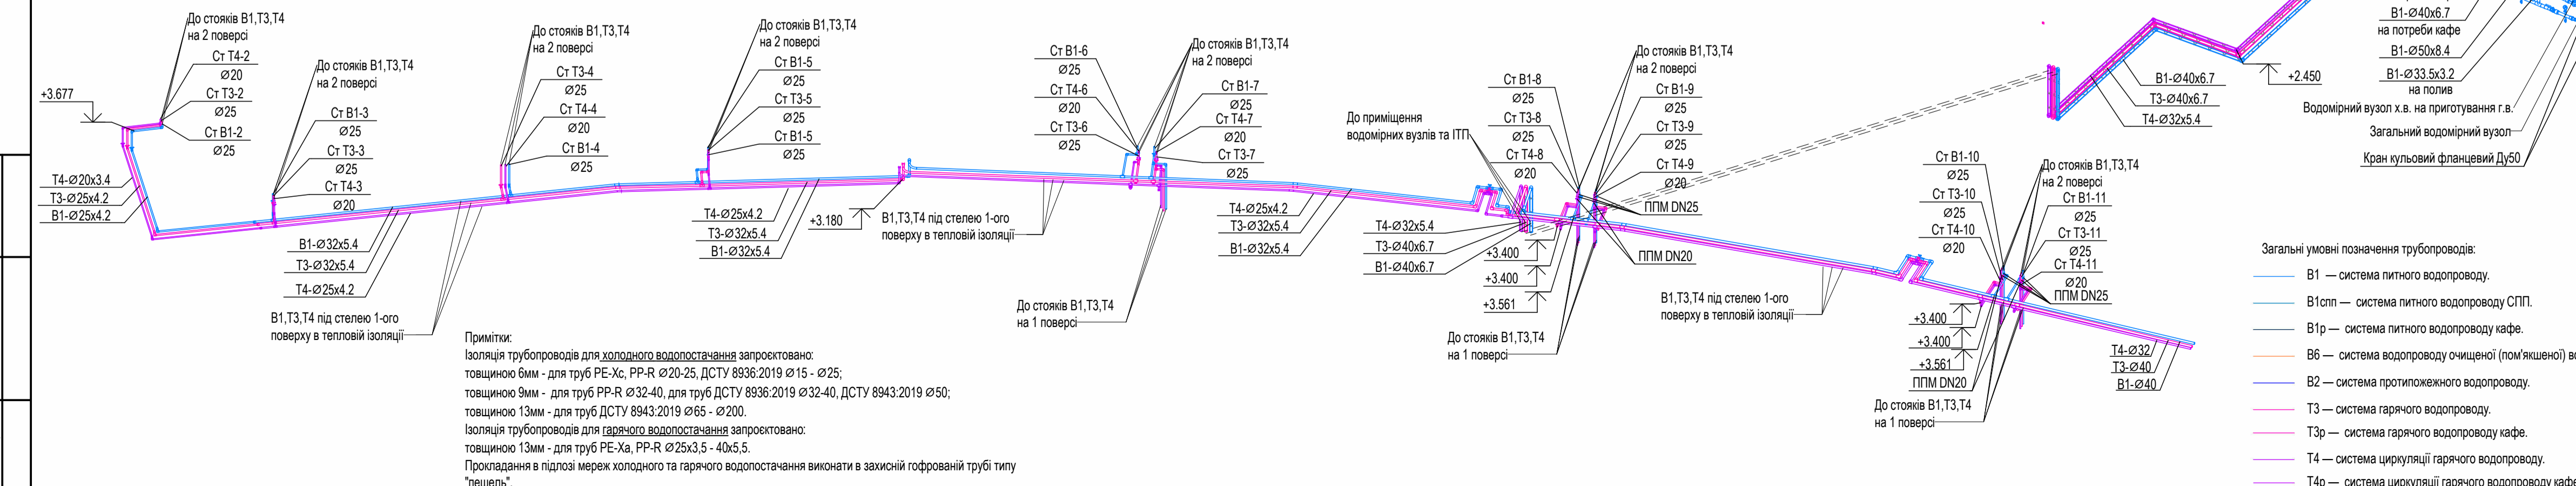 До стояків В1,Т3,Т4
на 2 поверсі
Ст Т4-2
Ø20
Ст Т3-2
Ø25
Ст В1-2
Ø25
+3.677
Т4-Ø20х3.4
Т3-Ø25х4.2
В1-Ø25х4.2
До стояків В1,Т3,Т4
на 2 поверсі
Ст В1-3
Ø25
Ст Т3-3
Ø25
Ст Т4-3
Ø20
В1-Ø32х5.4
Т3-Ø32х5.4
Т4-Ø25х4.2
В1,Т3,Т4 під стелею 1-ого
поверху в тепловій ізоляції
До стояків В1,Т3,Т4
на 2 поверсі
Ст Т3-4
Ø25
Ст Т4-4
Ø20
Ст В1-4
Ø25
До стояків В1,Т3,Т4
на 2 поверсі
Ст В1-5
Ø25
Ст Т3-5
Ø25
Ст В1-5
Ø25
Т4-Ø25х4.2
Т3-Ø32х5.4
В1-Ø32х5.4
+3.180
В1,Т3,Т4 під стелею 1-ого
поверху в тепловій ізоляції
Ст В1-6
Ø25
Ст Т4-6
Ø20
Ст Т3-6
Ø25
До стояків В1,Т3,Т4
на 2 поверсі
Ст В1-7
Ø25
Ст Т4-7
Ø20
Ст Т3-7
Ø25
До стояків В1,Т3,Т4
на 1 поверсі
Т4-Ø25х4.2
Т3-Ø32х5.4
В1-Ø32х5.4
До приміщення
водомірних вузлів та ІТП
Т4-Ø32х5.4
Т3-Ø40х6.7
В1-Ø40х6.7
Ст В1-8
Ø25
Ст Т3-8
Ø25
Ст Т4-8
Ø20
До стояків В1,Т3,Т4
на 2 поверсі
Ст В1-9
Ø25
Ст Т3-9
Ø25
Ст Т4-9
Ø20
ППМ DN25
ППМ DN20
+3.400
+3.400
+3.561
До стояків В1,Т3,Т4
на 1 поверсі
В1,Т3,Т4 під стелею 1-ого
поверху в тепловій ізоляції
Ст В1-10
Ø25
Ст Т3-10
Ø25
Ст Т4-10
Ø20
До стояків В1,Т3,Т4
на 2 поверсі
Ст В1-11
Ø25
Ст Т3-11
Ø25
Ст Т4-11
Ø20
ППМ DN25
+3.400
+3.400
+3.561
ППМ DN20
До стояків В1,Т3,Т4
на 1 поверсі
Т4-Ø32
Т3-Ø40
В1-Ø40
В1-Ø40х6.7
Т3-Ø40х6.7
Т4-Ø32х5.4
+2.450
В1-Ø40х6.7
на потреби кафе
В1-Ø50х8.4
В1-Ø33.5х3.2
на полив
Водомірний вузол х.в. на приготування г.в.
Загальний водомірний вузол
Кран кульовий фланцевий Ду50
Примітки:
Ізоляція трубопроводів для холодного водопостачання запроєктовано:
товщиною 6мм - для труб PE-Xc, PP-R Ø20-25, ДСТУ 8936:2019 Ø15 - Ø25;
товщиною 9мм - для труб PP-R Ø32-40, для труб ДСТУ 8936:2019 Ø32-40, ДСТУ 8943:2019 Ø50;
товщиною 13мм - для труб ДСТУ 8943:2019 Ø65 - Ø200.
Ізоляція трубопроводів для гарячого водопостачання запроєктовано:
товщиною 13мм - для труб PE-Xa, PP-R Ø25x3,5 - 40x5,5.
Прокладання в підлозі мереж холодного та гарячого водопостачання виконати в захисній гофрованій трубі типу
"пешель".
Загальні умовні позначення трубопроводів:
В1 — система питного водопроводу.
В1спп — система питного водопроводу СПП.
В1р — система питного водопроводу кафе.
В6 — система водопроводу очищеної (пом'якшеної) во
В2 — система протипожежного водопроводу.
Т3 — система гарячого водопроводу.
Т3р — система гарячого водопроводу кафе.
Т4 — система циркуляції гарячого водопроводу.
Т4р — система циркуляції гарячого водопроводу кафе